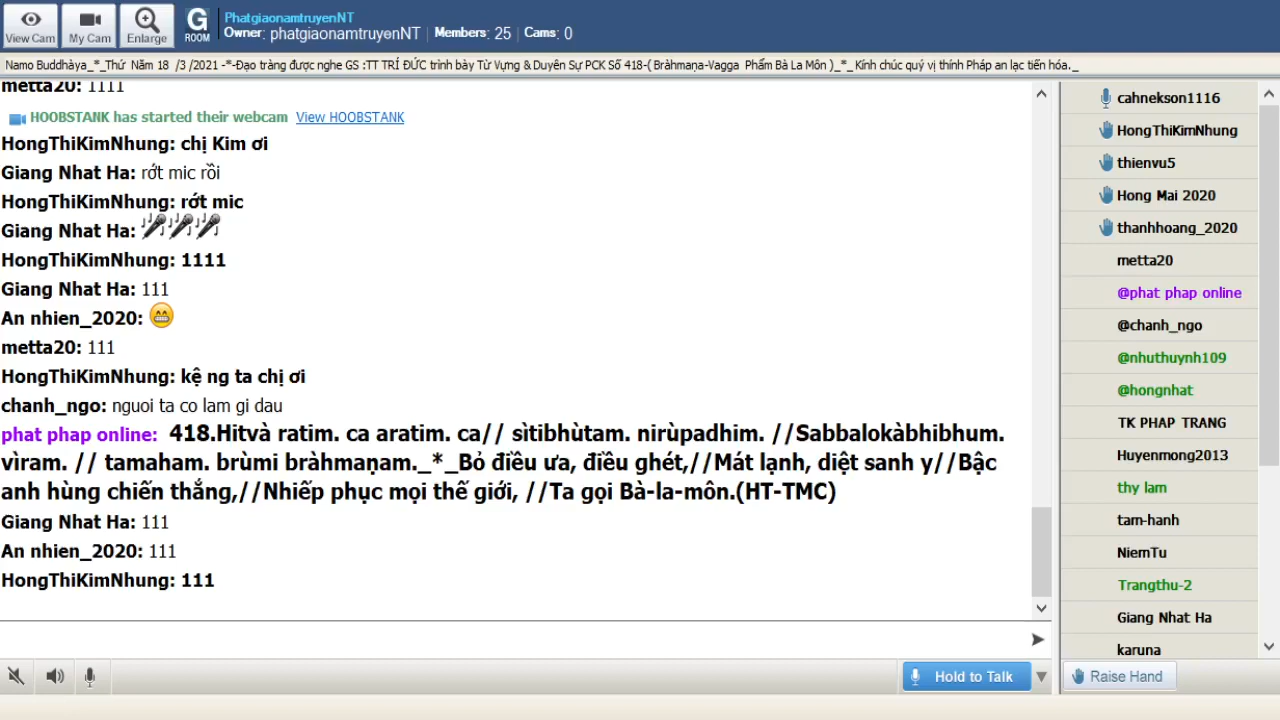 View Cam
My Cam
Enlarge
G
ROOM
PhatgiaonamtruyenNT
Owner: phatgiaonamtruyenNT Members: 25 Cams: 0
Namo Buddhàya_*_Thứ Năm 18 /3 /2021 -*-Đạo tràng được nghe GS :TT TRÍ ĐỨC trình bày Từ Vựng & Duyên Sự PCK Số 418-( Bràhmaṇa-Vagga Phẩm Bà La Môn )_*_ Kính chúc quý vị thính Pháp an lạc tiến hóa._
metta20: 1111
HOOBSTANK has started their webcam View HOOBSTANK
HongThiKimNhung: chị Kim ơi
Giang Nhat Ha: rớt mic rồi
HongThiKimNhung: rớt mic
Giang Nhat Ha:
HongThiKimNhung: 1111
Giang Nhat Ha: 111
An nhien_2020:
metta20: 111
HongThiKimNhung: kệ ng ta chị ơi
chanh_ngo: nguoi ta co lam gi dau
phat phap online: 418.Hitvà ratim. ca aratim. ca// sìtibhùtam. nirùpadhim. //Sabbalokàbhibhum.
vìram. // tamaham. brùmi bràhmaṇam._*_Bỏ điều ưa, điều ghét,//Mát lạnh, diệt sanh y//Bậc
anh hùng chiến thắng,//Nhiếp phục mọi thế giới, //Ta gọi Bà-la-môn.(HT-TMC)
Giang Nhat Ha: 111
An nhien_2020: 111
HongThiKimNhung: 111
Hold to Talk
cahnekson1116
HongThiKimNhung
thienvu5
Hong Mai 2020
thanhhoang_2020
metta20
@phat phap online
@chanh_ngo
@nhuthuynh109
@hongnhat
TK PHAP TRANG
Huyenmong2013
thy lam
tam-hanh
NiemTu
Trangthu-2
Giang Nhat Ha
karuna
Raise Hand